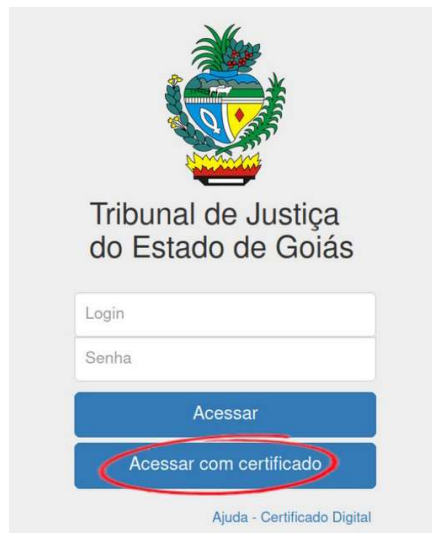 Tribunal de Justiça
do Estado de Goiás
Login
Senha
Acessar
Acessar com certificado
Ajuda - Certificado Digital